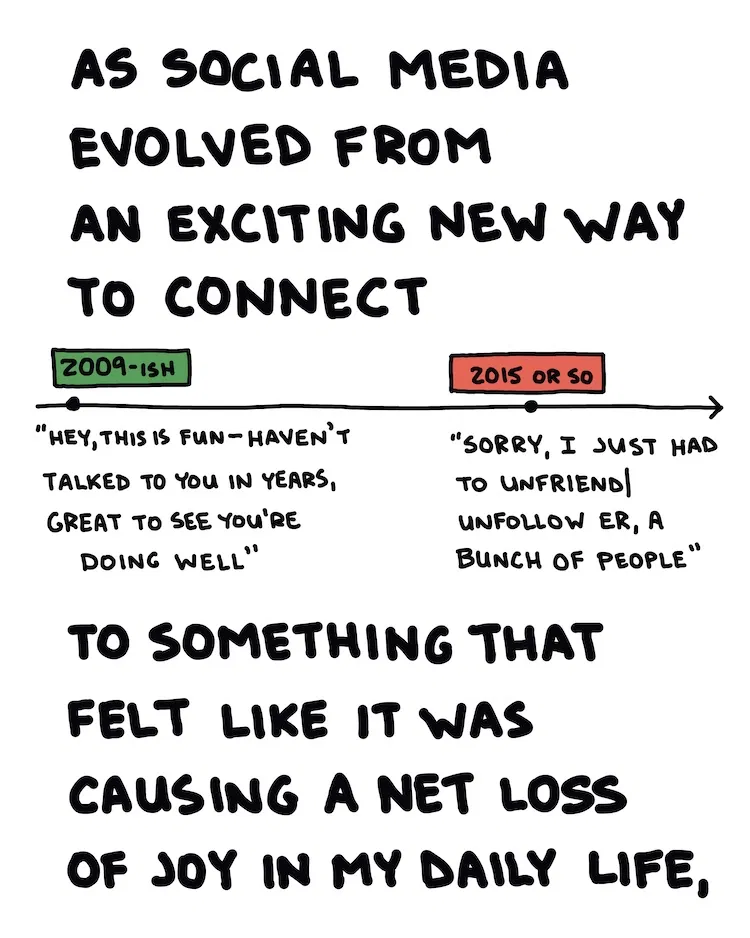 AS SOCIAL MEDIA
EVOLVED FROM
AN EXCITING NEW WAY
TO CONNECT
2009-ISH
"HEY, THIS IS FUN – HAVEN'T
TALKED TO YOU IN YEARS,
GREAT TO SEE YOU'RE
DOING WELL"
2015 OR SO
"SORRY, I JUST HAD
TO UNFRIEND|
UNFOLLOW ER, A
BUNCH OF PEOPLE"
TO SOMETHING THAT
FELT LIKE IT WAS
CAUSING A NET LOSS
OF JOY IN MY DAILY LIFE,